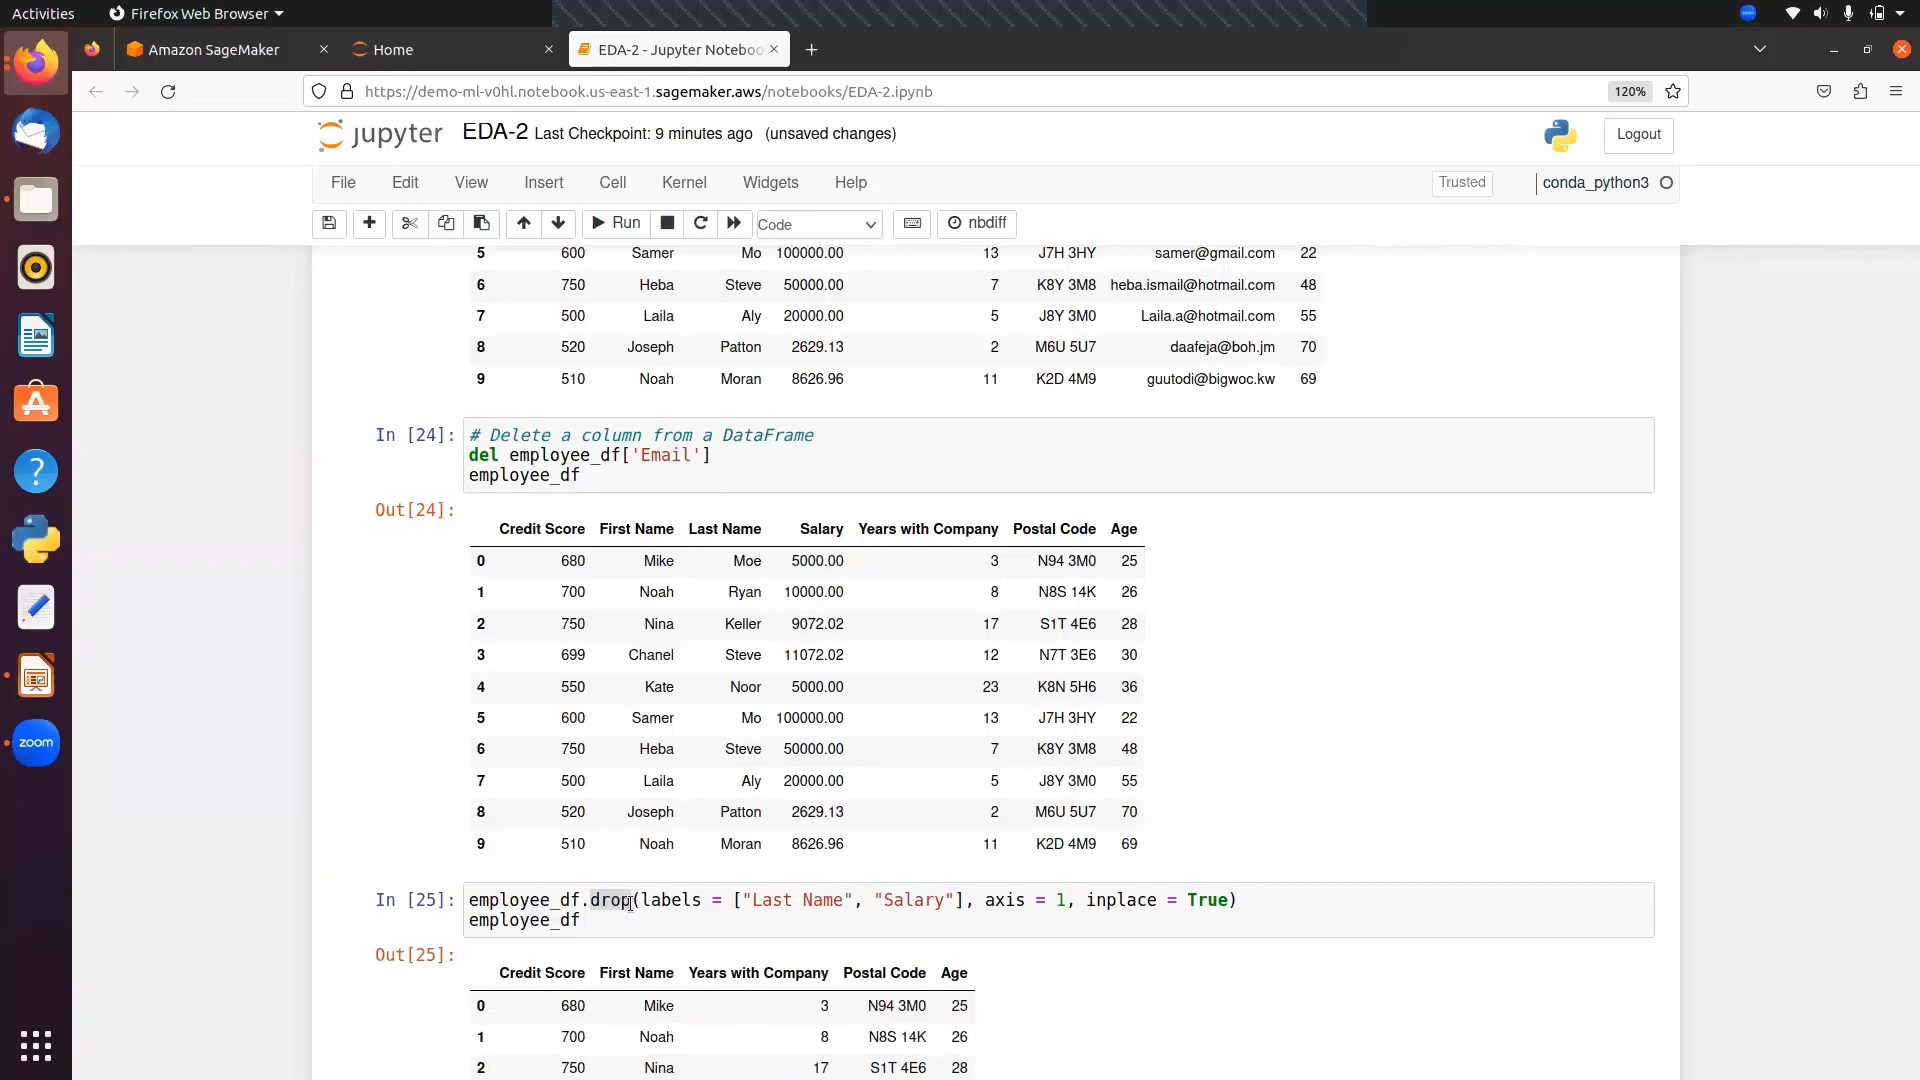 Activities
Firefox Web Browser
Amazon SageMaker
Home
EDA-2 - Jupyter Noteboo
https://demo-ml-v0hl.notebook.us-east-1.sagemaker.aws/notebooks/EDA-2.ipynb
120%
jupyter
EDA-2 Last Checkpoint: 9 minutes ago (unsaved changes)
Logout
File Edit View Insert Cell Kernel Widgets Help
Trusted
conda_python3
Run
Code
nbdiff
5 600 Samer Mo 100000.00 13 J7H 3HY samer@gmail.com 22
6 750 Heba Steve 50000.00 7 K8Y 3M8 heba.ismail@hotmail.com 48
7 500 Laila Aly 20000.00 5 J8Y 3M0 Laila.a@hotmail.com 55
8 520 Joseph Patton 2629.13 2 M6U 5U7 daafeja@boh.jm 70
9 510 Noah Moran 8626.96 11 K2D 4M9 guutodi@bigwoc.kw 69
In [24]: # Delete a column from a DataFrame
del employee_df['Email']
employee_df
Out[24]:
Credit Score First Name Last Name Salary Years with Company Postal Code Age
0 680 Mike Moe 5000.00 3 N94 3M0 25
1 700 Noah Ryan 10000.00 8 N8S 14K 26
2 750 Nina Keller 9072.02 17 S1T 4E6 28
3 699 Chanel Steve 11072.02 12 N7T 3E6 30
4 550 Kate Noor 5000.00 23 K8N 5H6 36
5 600 Samer Mo 100000.00 13 J7H 3HY 22
6 750 Heba Steve 50000.00 7 K8Y 3M8 48
7 500 Laila Aly 20000.00 5 J8Y 3M0 55
8 520 Joseph Patton 2629.13 2 M6U 5U7 70
9 510 Noah Moran 8626.96 11 K2D 4M9 69
In [25]: employee_df.drop(labels = ["Last Name", "Salary"], axis = 1, inplace = True)
employee_df
Out[25]:
Credit Score First Name Years with Company Postal Code Age
0 680 Mike 3 N94 3M0 25
1 700 Noah 8 N8S 14K 26
2 750 Nina 17 S1T 4E6 28
zoom